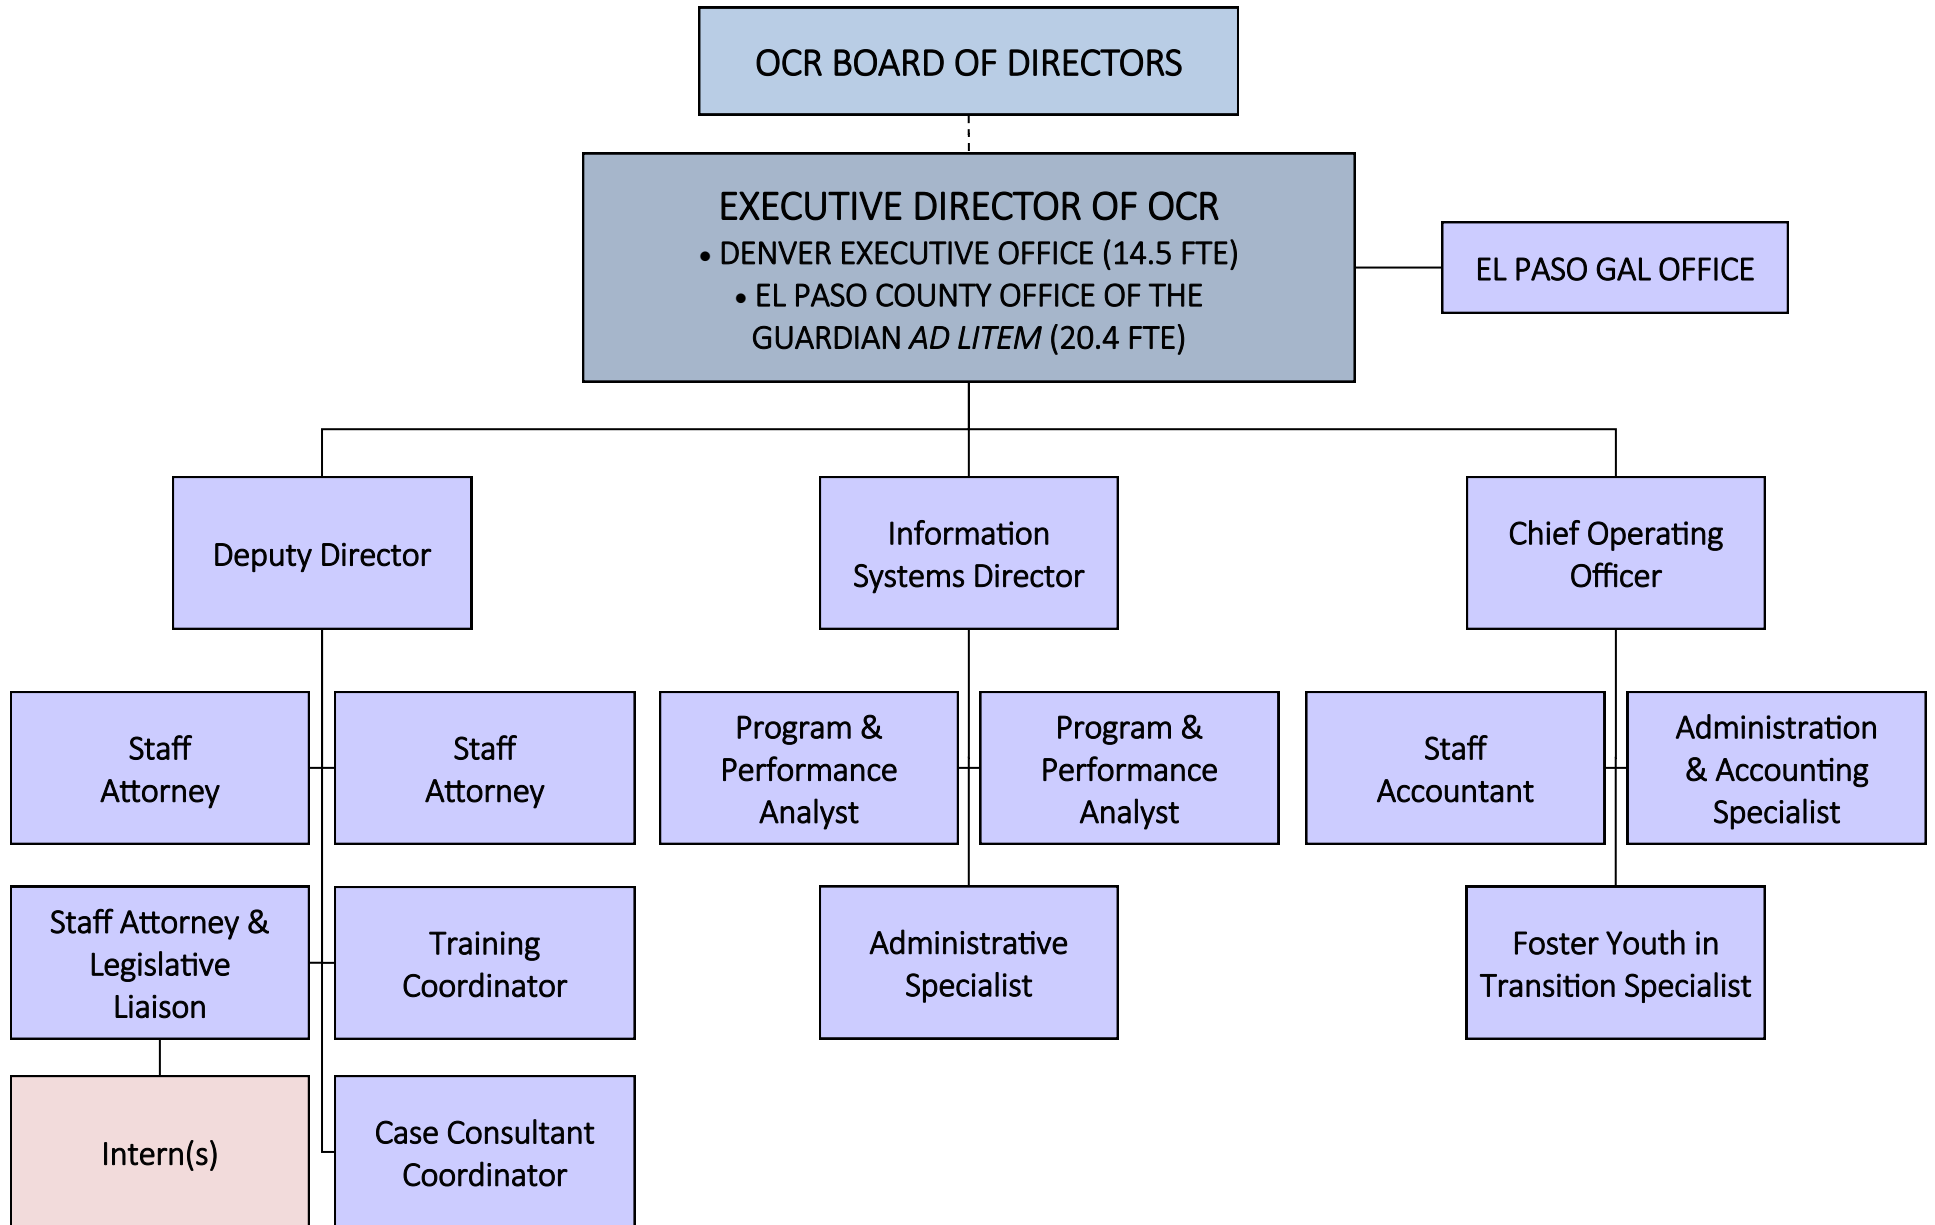 OCR BOARD OF DIRECTORS
EXECUTIVE DIRECTOR OF OCR
• DENVER EXECUTIVE OFFICE (14.5 FTE)
• EL PASO COUNTY OFFICE OF THE
GUARDIAN AD LITEM (20.4 FTE)
EL PASO GAL OFFICE
Deputy Director
Information
Systems Director
Chief Operating
Officer
Staff
Attorney
Staff
Attorney
Program &
Performance
Analyst
Program &
Performance
Analyst
Staff
Accountant
Administration
& Accounting
Specialist
Staff Attorney &
Legislative
Liaison
Training
Coordinator
Administrative
Specialist
Foster Youth in
Transition Specialist
Intern(s)
Case Consultant
Coordinator